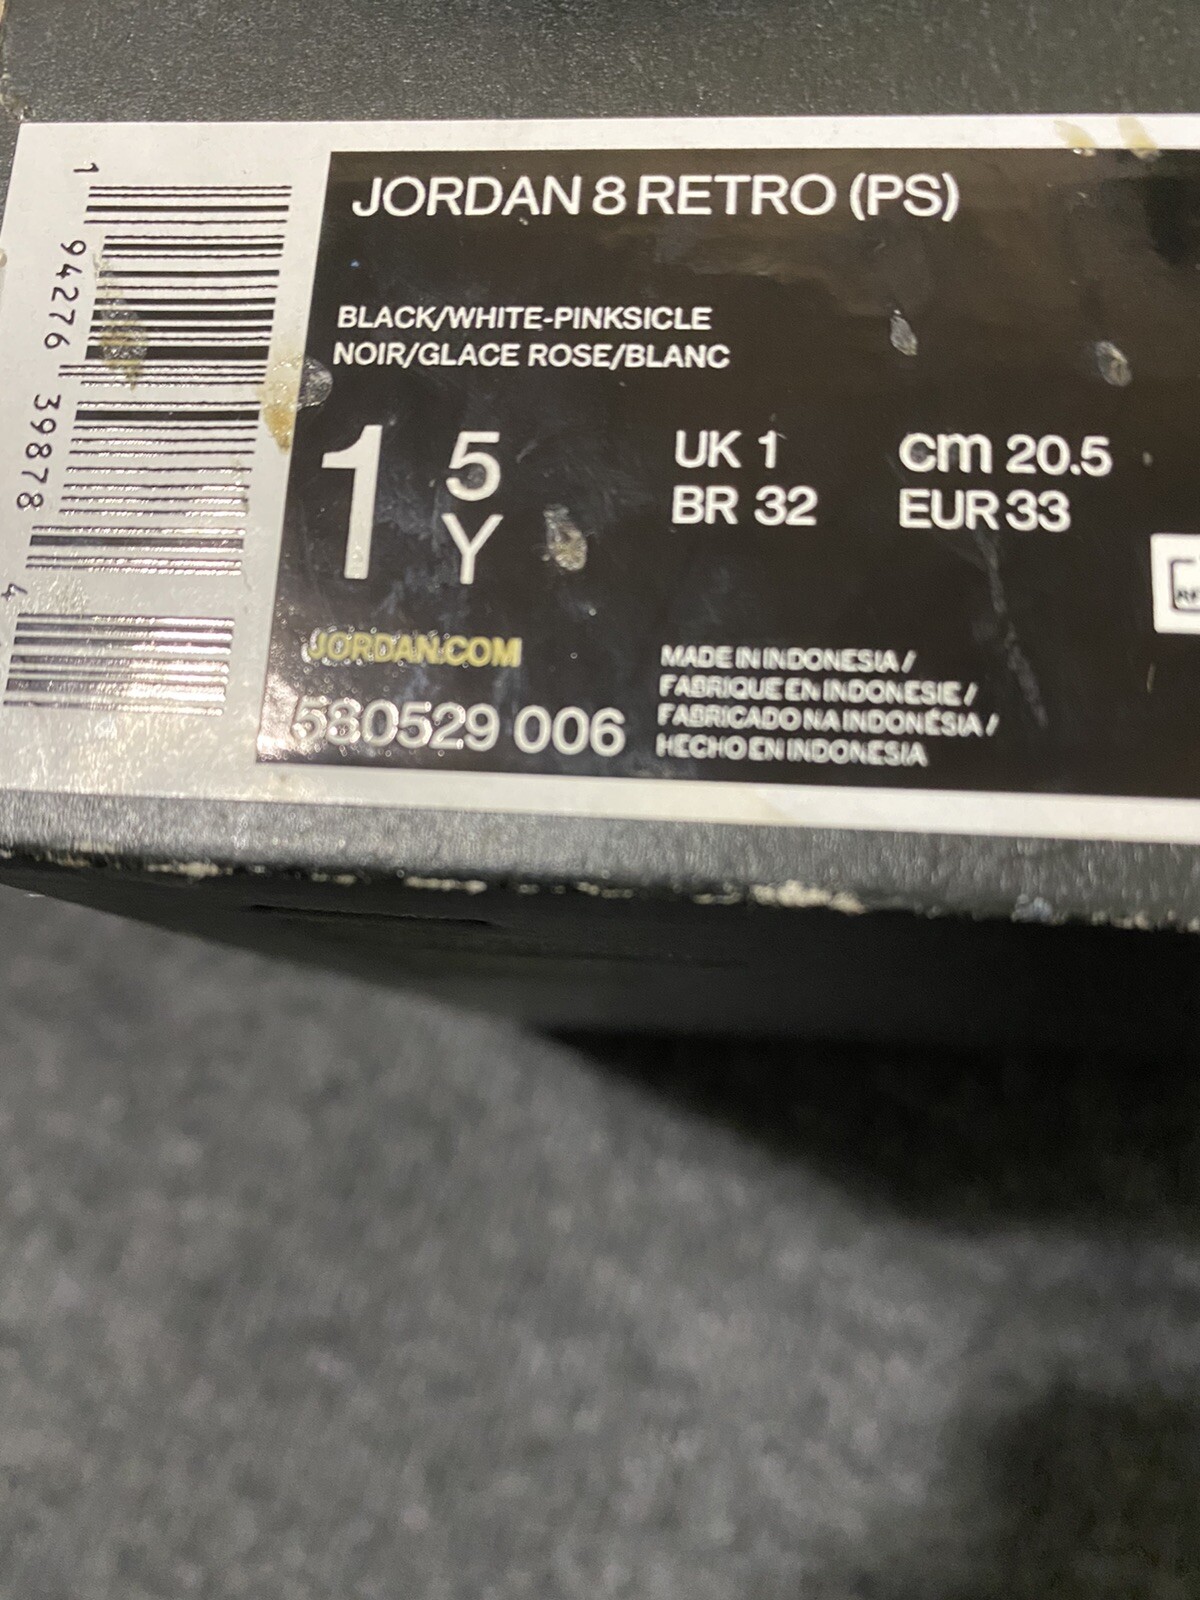 JORDAN 8 RETRO (PS)
BLACK/WHITE-PINKSICLE
NOIR/GLACE ROSE/BLANC
1 5 Y
UK 1
BR 32
cm 20.5
EUR 33
JORDAN.COM
580529 006
MADE IN INDONESIA /
FABRIQUE EN INDONESIE /
FABRICADO NA INDONÉSIA /
HECHO EN INDONESIA
1 94276 39878 4